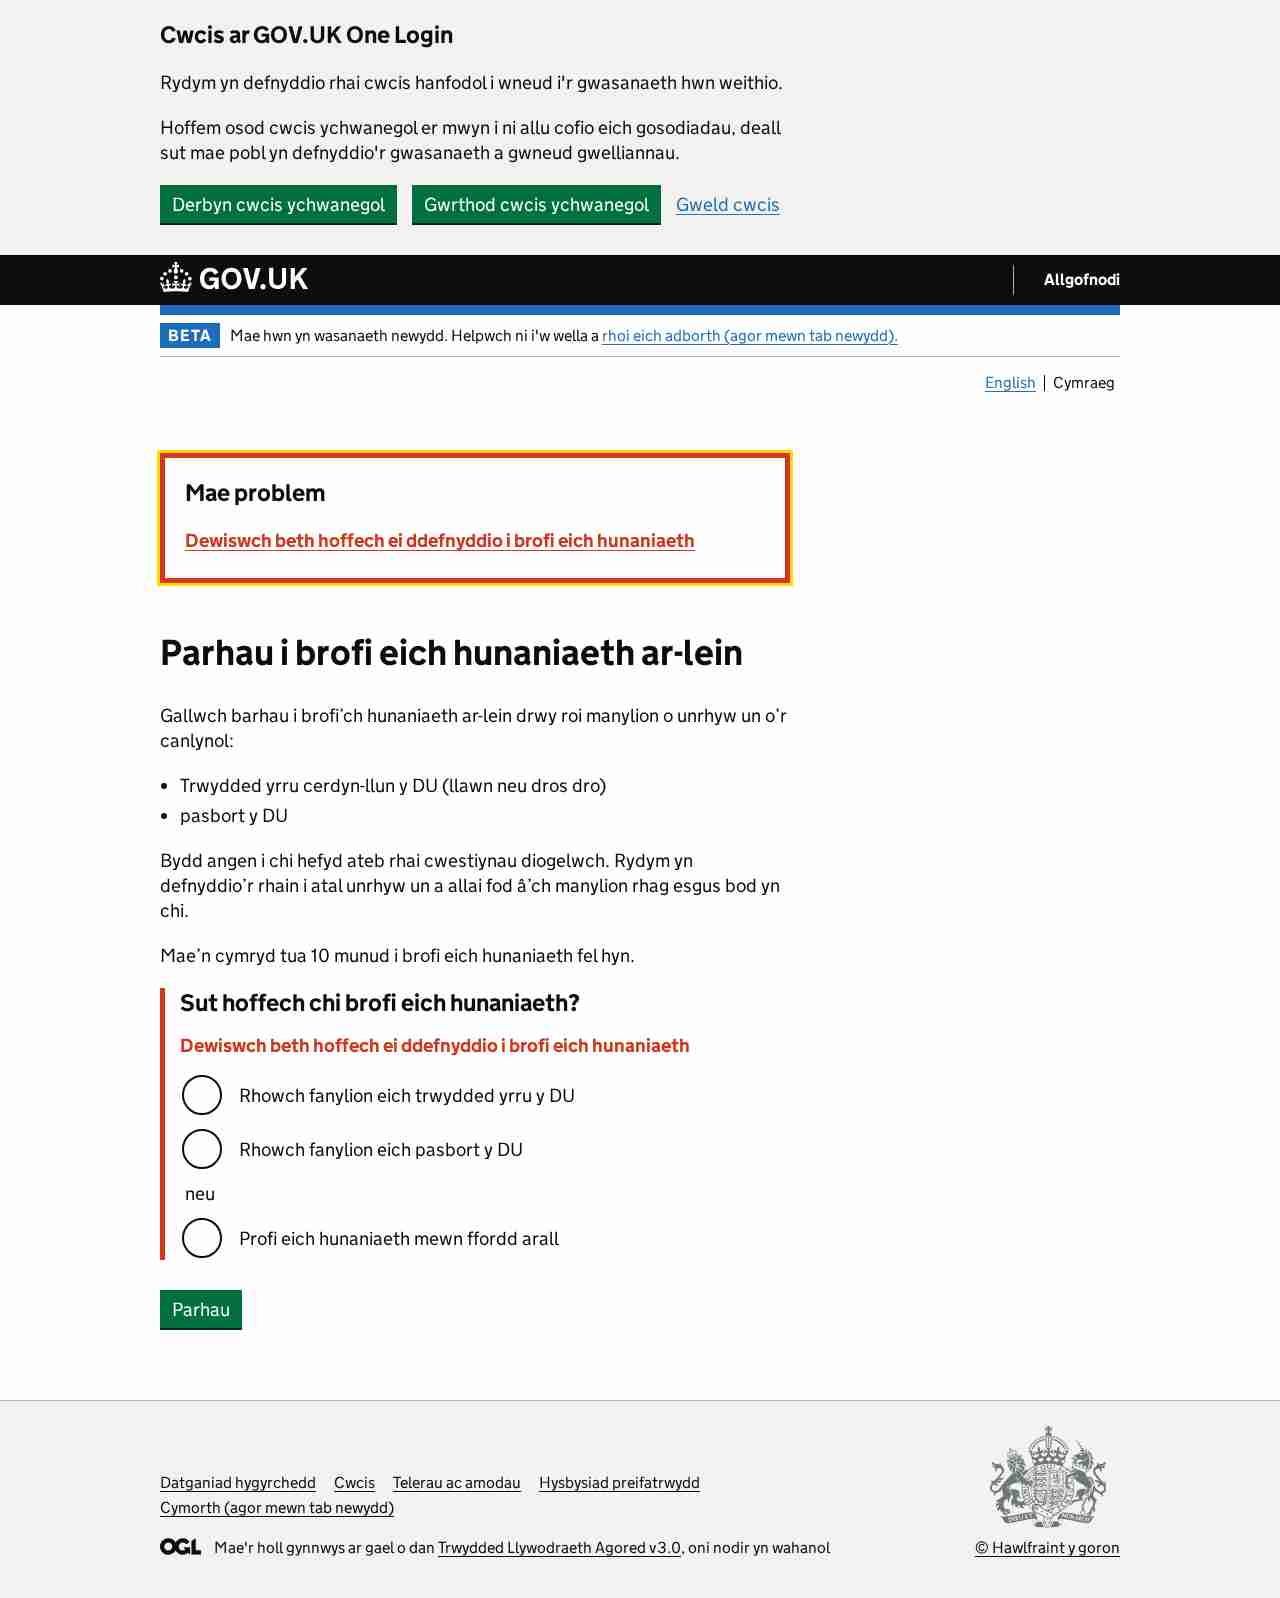 Cwcis ar GOV.UK One Login
Rydym yn defnyddio rhai cwcis hanfodol i wneud i'r gwasanaeth hwn weithio.
Hoffem osod cwcis ychwanegol er mwyn i ni allu cofio eich gosodiadau, deall
sut mae pobl yn defnyddio'r gwasanaeth a gwneud gwelliannau.
Derbyn cwcis ychwanegol Gwrthod cwcis ychwanegol Gweld cwcis
GOV.UK Allgofnodi
BETA Mae hwn yn wasanaeth newydd. Helpwch ni i'w wella a rhoi eich adborth (agor mewn tab newydd).
English Cymraeg
Mae problem
Dewiswch beth hoffech ei ddefnyddio i brofi eich hunaniaeth
Parhau i brofi eich hunaniaeth ar-lein
Gallwch barhau i brofi’ch hunaniaeth ar-lein drwy roi manylion o unrhyw un o’r
canlynol:
• Trwydded yrru cerdyn-llun y DU (llawn neu dros dro)
• pasbort y DU
Bydd angen i chi hefyd ateb rhai cwestiynau diogelwch. Rydym yn
defnyddio’r rhain i atal unrhyw un a allai fod â’ch manylion rhag esgus bod yn
chi.
Mae’n cymryd tua 10 munud i brofi eich hunaniaeth fel hyn.
Sut hoffech chi brofi eich hunaniaeth?
Dewiswch beth hoffech ei ddefnyddio i brofi eich hunaniaeth
Rhowch fanylion eich trwydded yrru y DU
Rhowch fanylion eich pasbort y DU
neu
Profi eich hunaniaeth mewn ffordd arall
Parhau
Datganiad hygyrchedd Cwcis Telerau ac amodau Hysbysiad preifatrwydd
Cymorth (agor mewn tab newydd)
OGL Mae'r holl gynnwys ar gael o dan Trwydded Llywodraeth Agored v3.0, oni nodir yn wahanol
© Hawlfraint y goron